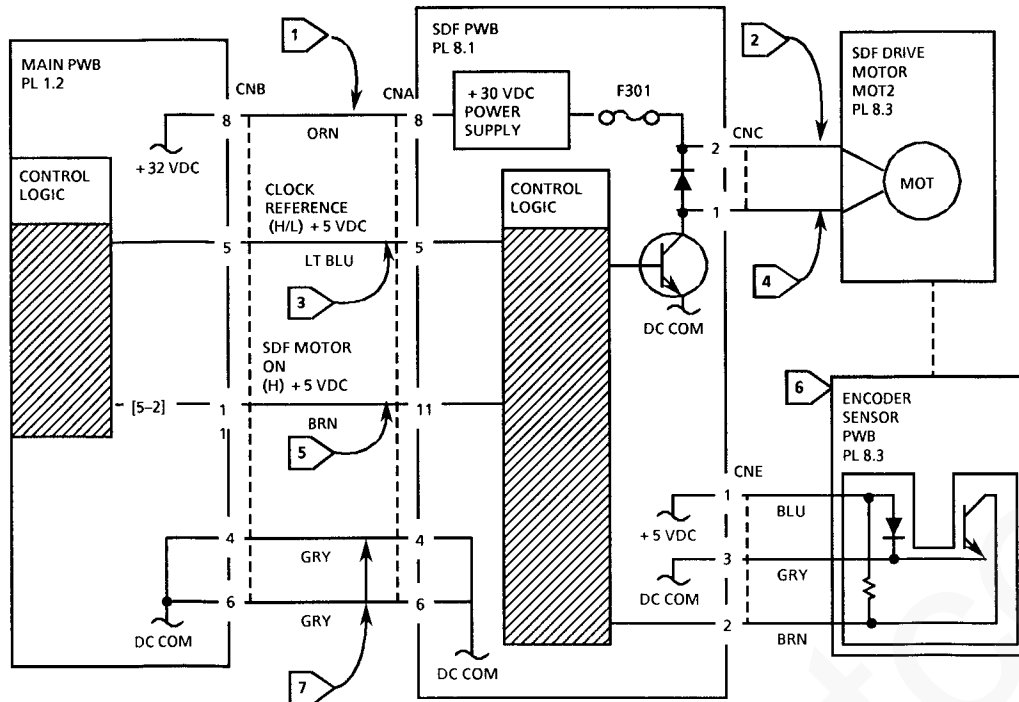 MAIN PWB
PL 1.2
CONTROL
LOGIC
+ 32 VDC
[5–2]
DC COM
CNB
8
5
1
1
4
6
1
ORN
CLOCK
REFERENCE
(H/L) + 5 VDC
LT BLU
3
SDF MOTOR
ON
(H) + 5 VDC
BRN
5
GRY
GRY
7
CNA
8
5
11
4
6
SDF PWB
PL 8.1
+ 30 VDC
POWER
SUPPLY
F301
CONTROL
LOGIC
DC COM
+ 5 VDC
DC COM
DC COM
CNC
2
1
2
4
SDF DRIVE
MOTOR
MOT2
PL 8.3
MOT
CNE
1
3
2
BLU
GRY
BRN
6
ENCODER
SENSOR
PWB
PL 8.3